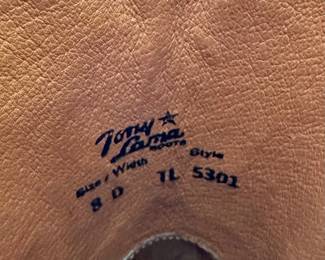 Tony
Lama
BOOTS
Size / Width Style
8 D TL 5301